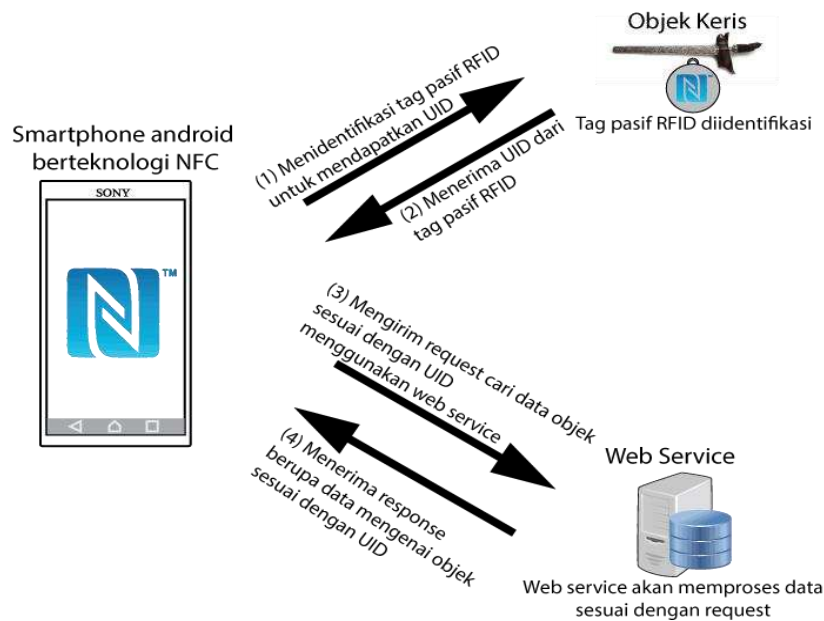 Objek Keris
Tag pasif RFID diidentifikasi
Smartphone android
berteknologi NFC
SONY
TM
(1) Menidentifikasi tag pasif RFID
untuk mendapatkan UID
(2) Menerima UID dari
tag pasif RFID
(3) Mengirim request cari data objek
sesuai dengan UID
menggunakan web service
(4) Menerima response
berupa data mengenai objek
sesuai dengan UID
Web Service
Web service akan memproses data
sesuai dengan request